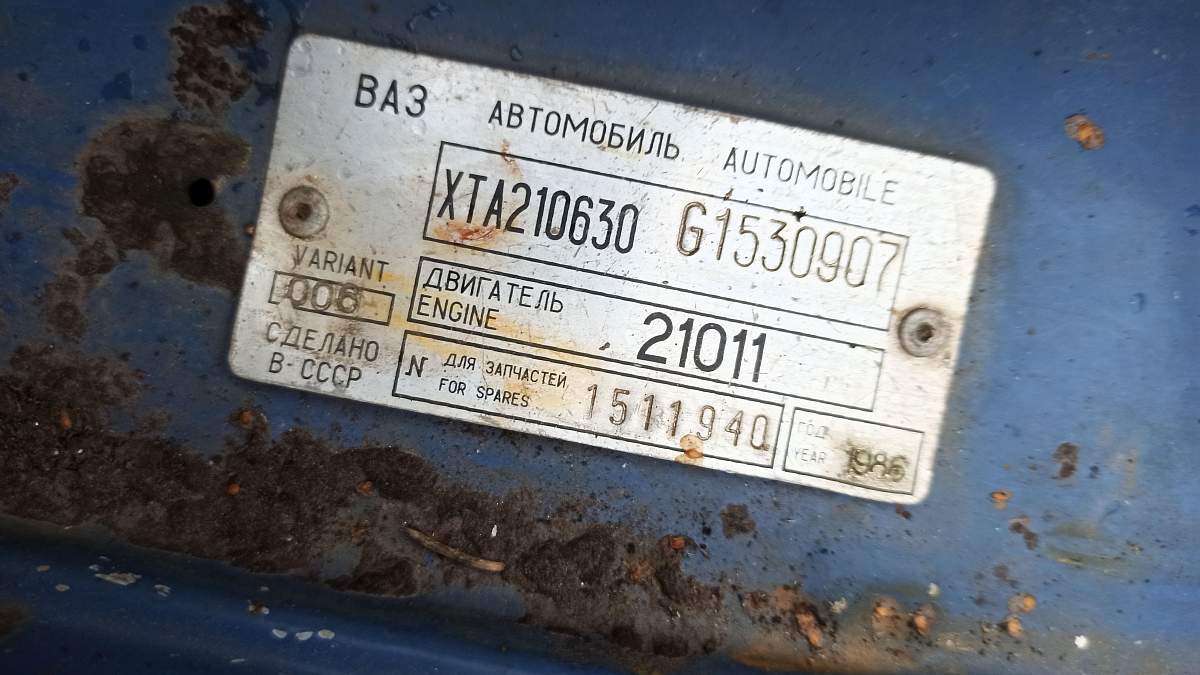 ВАЗ АВТОМОБИЛЬ AUTOMOBILE
XTA210630 G1530907
VARIANT
006
СДЕЛАНО
В-СССР
ДВИГАТЕЛЬ
ENGINE
21011
N ДЛЯ ЗАПЧАСТЕЙ
FOR SPARES
1511940
ГОД
YEAR
1986